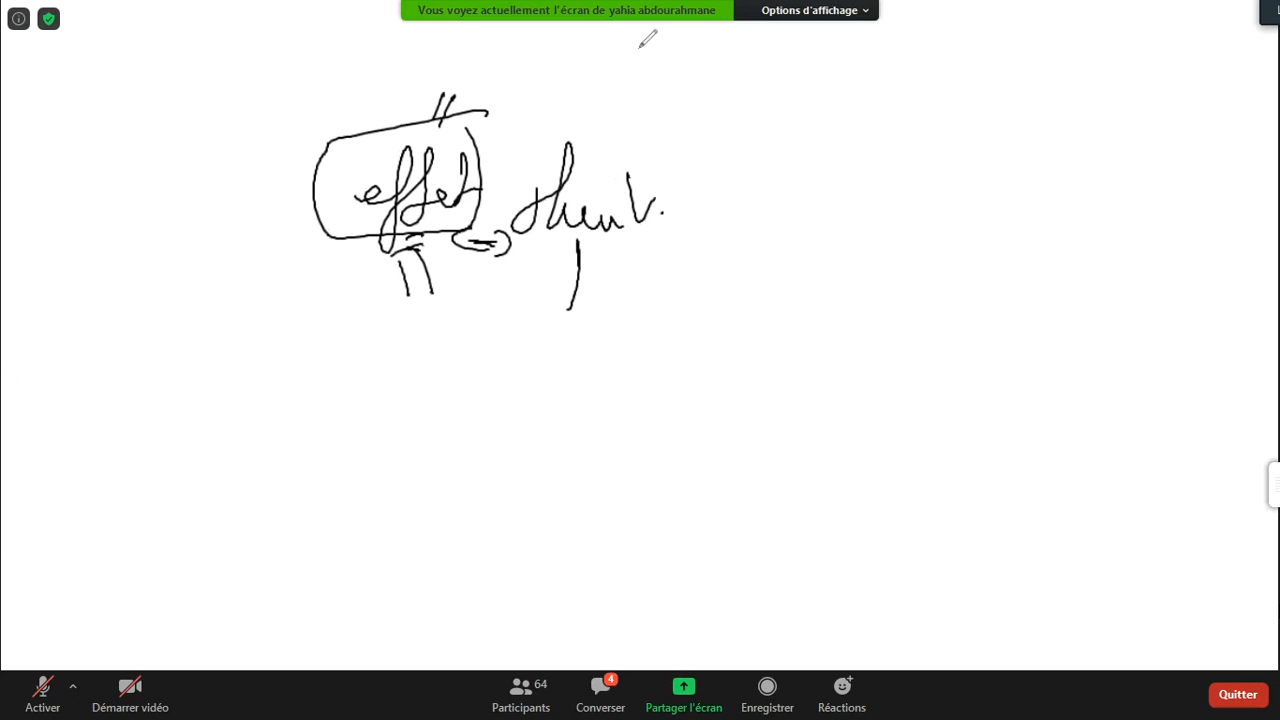 Vous voyez actuellement l'écran de yahia abdourahmane
Options d'affichage
effet
Activer
Démarrer vidéo
64
Participants
4
Converser
Partager l'écran
Enregistrer
Réactions
Quitter